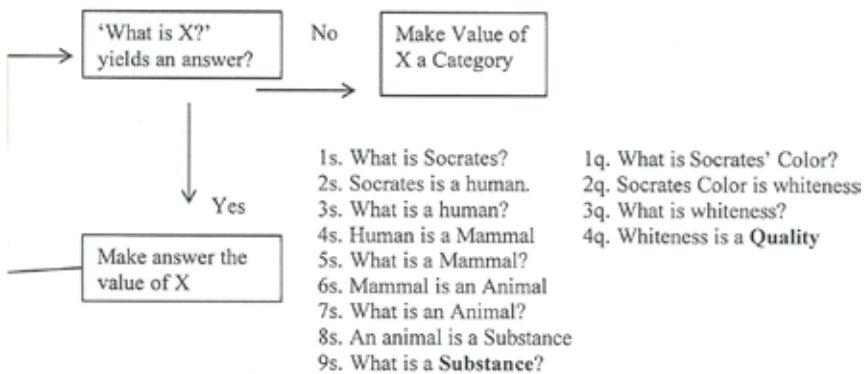 ‘What is X?’
yields an answer?
No
Make Value of
X a Category
Yes
Make answer the
value of X
1s. What is Socrates?
2s. Socrates is a human.
3s. What is a human?
4s. Human is a Mammal
5s. What is a Mammal?
6s. Mammal is an Animal
7s. What is an Animal?
8s. An animal is a Substance
9s. What is a Substance?
1q. What is Socrates’ Color?
2q. Socrates Color is whiteness
3q. What is whiteness?
4q. Whiteness is a Quality